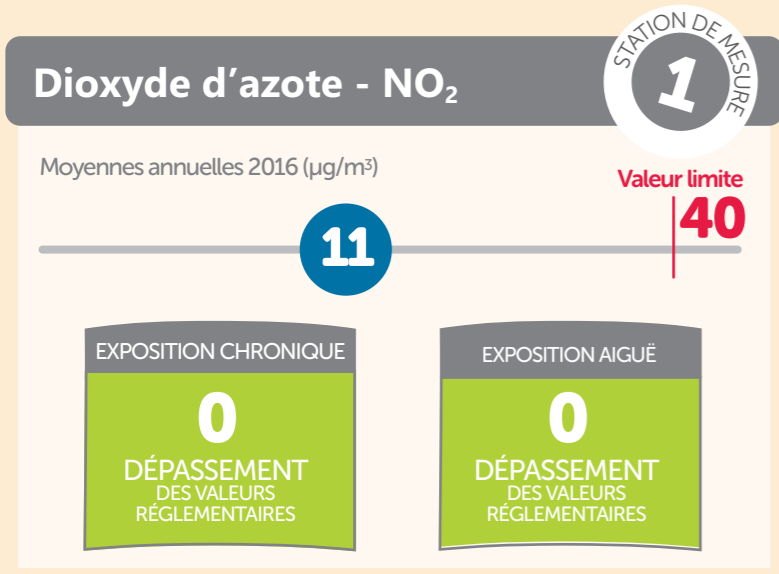 STATION DE MESURE
1
Dioxyde d’azote - NO₂
Moyennes annuelles 2016 (µg/m³)
Valeur limite
40
11
EXPOSITION CHRONIQUE
0
DÉPASSEMENT
DES VALEURS
RÉGLEMENTAIRES
EXPOSITION AIGUË
0
DÉPASSEMENT
DES VALEURS
RÉGLEMENTAIRES